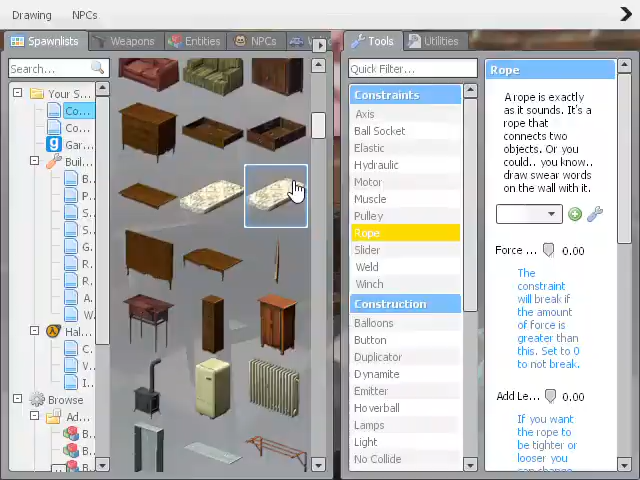 Drawing NPCs
Spawnlists Weapons Entities NPCs
Search...
Your S...
Co...
Co...
Gar...
Buil...
B...
P...
C...
S...
G...
R...
R...
A...
W...
Hal...
C...
V...
I...
Browse
Ad...
B...
B...
B...
Tools Utilities
Quick Filter...
Constraints
Axis
Ball Socket
Elastic
Hydraulic
Motor
Muscle
Pulley
Rope
Slider
Weld
Winch
Construction
Balloons
Button
Duplicator
Dynamite
Emitter
Hoverball
Lamps
Light
No Collide
Rope
A rope is exactly
as it sounds. It's a
rope that
connects two
objects. Or you
could.. you know..
draw swear words
on the wall with it.
Force ... 0.00
The
constraint
will break if
the amount
of force is
greater than
this. Set to 0
to not break.
Add Le... 0.00
If you want
the rope to
be tighter or
looser you
can change